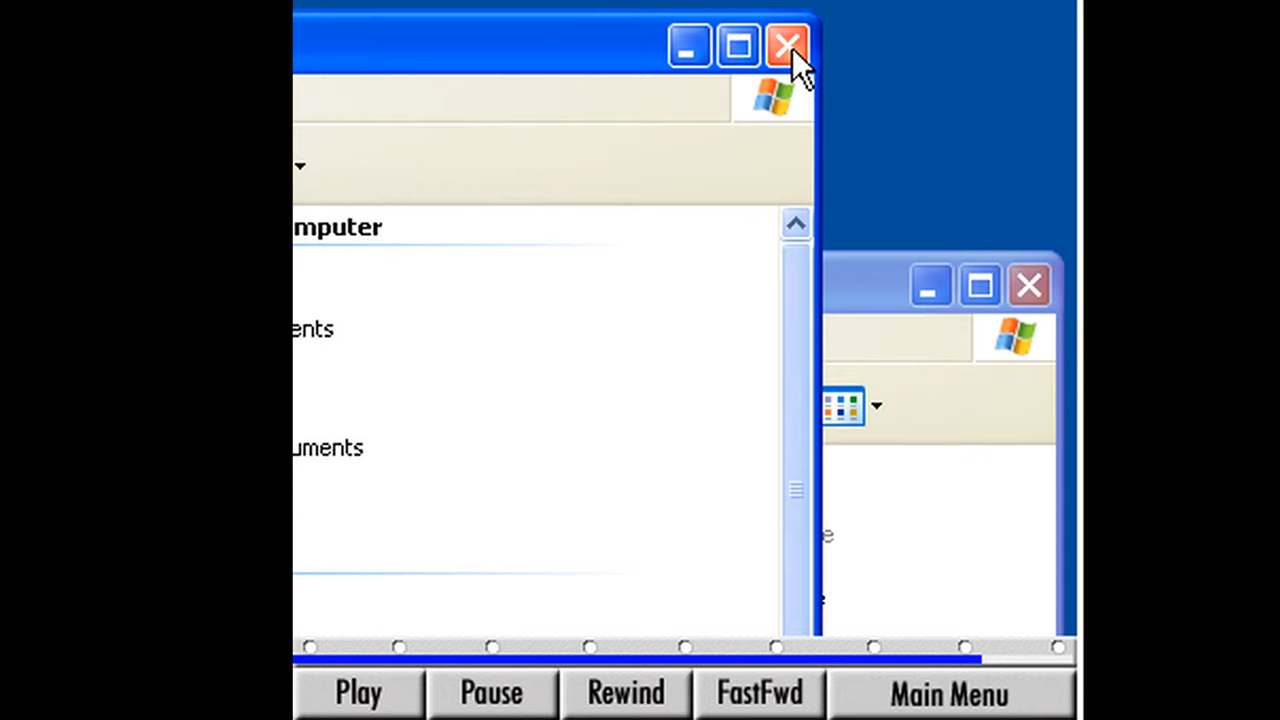 mputer
ents
uments
e
Play Pause Rewind FastFwd Main Menu